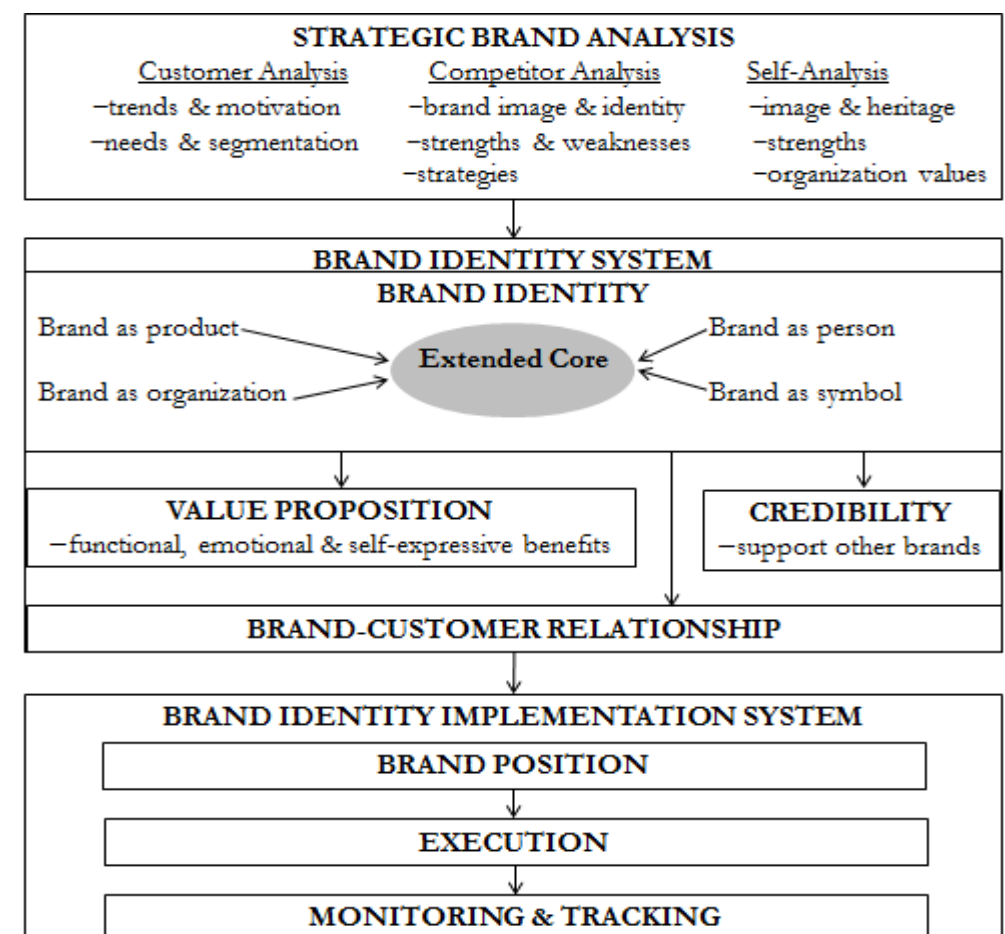 STRATEGIC BRAND ANALYSIS
Customer Analysis Competitor Analysis Self-Analysis
–trends & motivation –brand image & identity –image & heritage
–needs & segmentation –strengths & weaknesses –strengths
–strategies –organization values
BRAND IDENTITY SYSTEM
BRAND IDENTITY
Brand as product Brand as person
Extended Core
Brand as organization Brand as symbol
VALUE PROPOSITION CREDIBILITY
–functional, emotional & self-expressive benefits –support other brands
BRAND-CUSTOMER RELATIONSHIP
BRAND IDENTITY IMPLEMENTATION SYSTEM
BRAND POSITION
EXECUTION
MONITORING & TRACKING